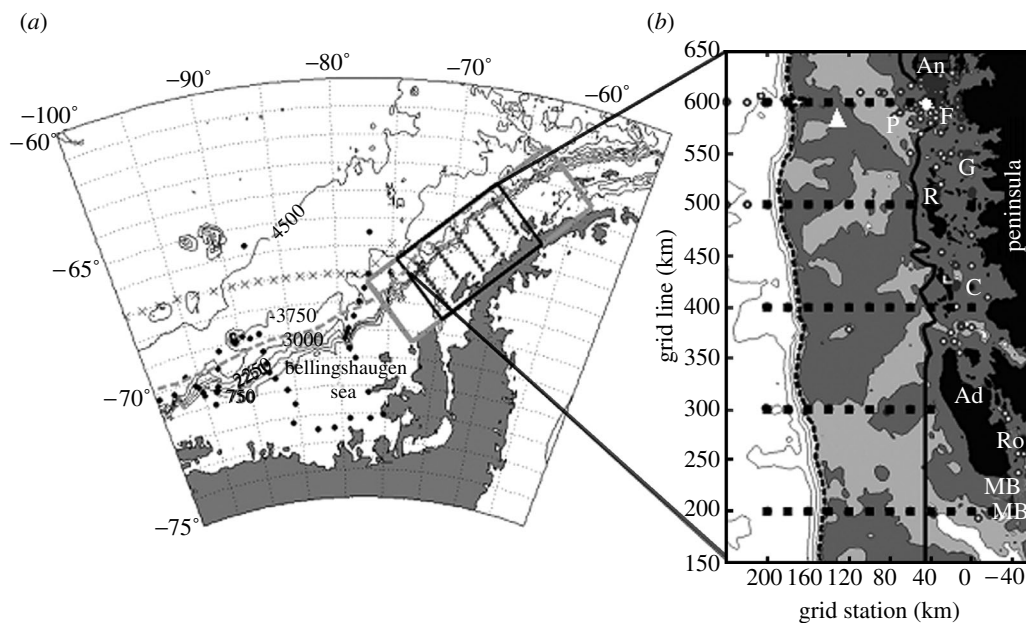 (a)
−100°
−90°
−80°
−70°
−60°
−60°
−65°
−70°
−75°
4500
-3750
3000
2250
750
bellingshaugen
sea
(b)
650
600
550
500
450
400
350
300
250
200
150
grid line (km)
An
P
F
G
R
C
Ad
Ro
MB
MB
peninsula
200 160 120 80 40 0 −40
grid station (km)